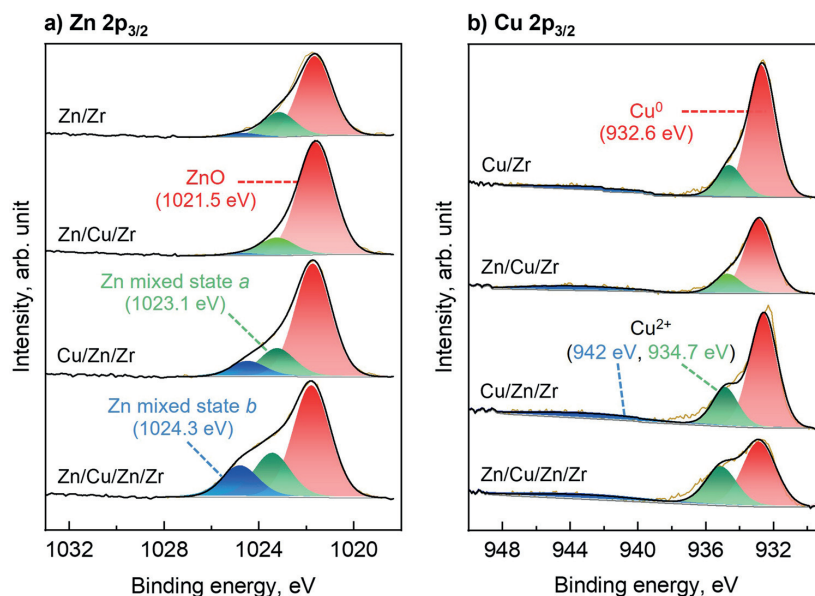 a) Zn 2p3/2
Intensity, arb. unit
Zn/Zr
ZnO
(1021.5 eV)
Zn/Cu/Zr
Zn mixed state a
(1023.1 eV)
Cu/Zn/Zr
Zn mixed state b
(1024.3 eV)
Zn/Cu/Zn/Zr
1032 1028 1024 1020
Binding energy, eV
b) Cu 2p3/2
Intensity, arb. unit
Cu0
(932.6 eV)
Cu/Zr
Zn/Cu/Zr
Cu2+
(942 eV, 934.7 eV)
Cu/Zn/Zr
Zn/Cu/Zn/Zr
948 944 940 936 932
Binding energy, eV